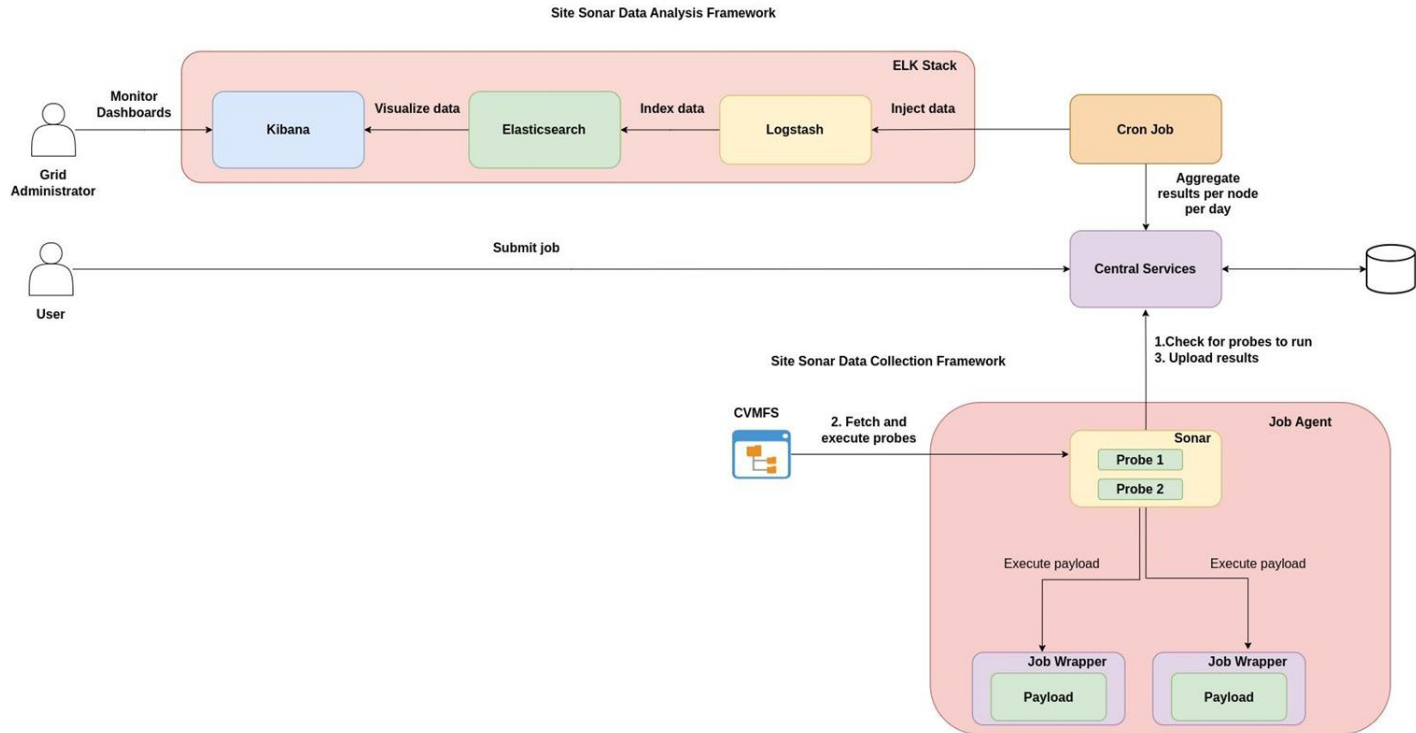 Site Sonar Data Analysis Framework
ELK Stack
Monitor
Dashboards
Kibana
Visualize data
Elasticsearch
Index data
Logstash
Inject data
Cron Job
Grid
Administrator
Aggregate
results per node
per day
Submit job
Central Services
User
1.Check for probes to run
3. Upload results
Site Sonar Data Collection Framework
CVMFS
2. Fetch and
execute probes
Job Agent
Sonar
Probe 1
Probe 2
Execute payload
Execute payload
Job Wrapper
Payload
Job Wrapper
Payload